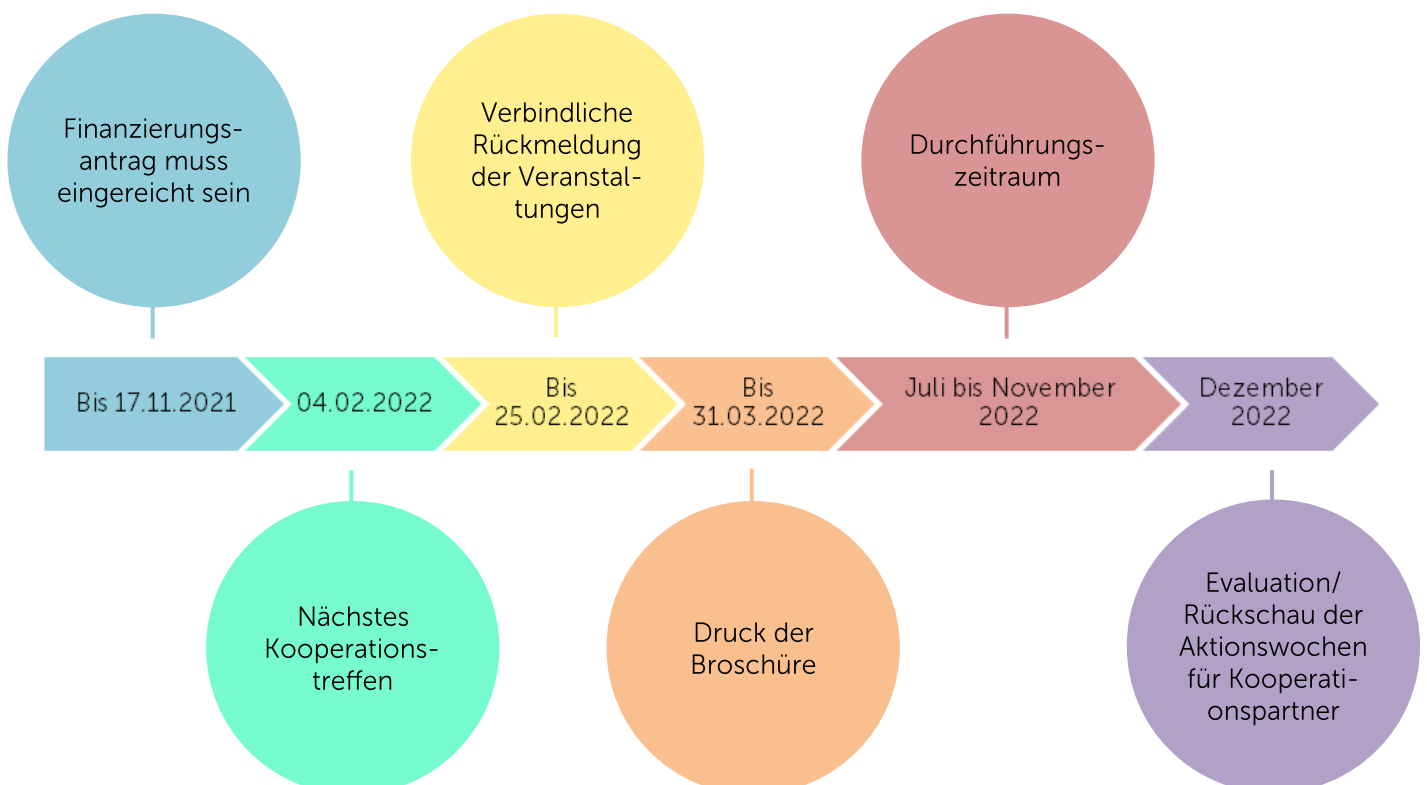 Finanzierungs-
antrag muss
eingereicht sein
Verbindliche
Rückmeldung
der Veranstal-
tungen
Durchführungs-
zeitraum
Bis 17.11.2021
04.02.2022
Bis
25.02.2022
Bis
31.03.2022
Juli bis November
2022
Dezember
2022
Nächstes
Kooperations-
treffen
Druck der
Broschüre
Evaluation/
Rückschau der
Aktionswochen
für Kooperati-
onspartner